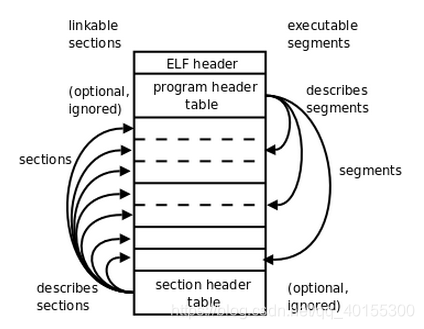 linkable
sections
executable
segments
ELF header
(optional,
ignored)
program header
table
describes
segments
sections
segments
describes
sections
section header
table
(optional,
ignored)
https://blog.csdn.net/qq_40155300